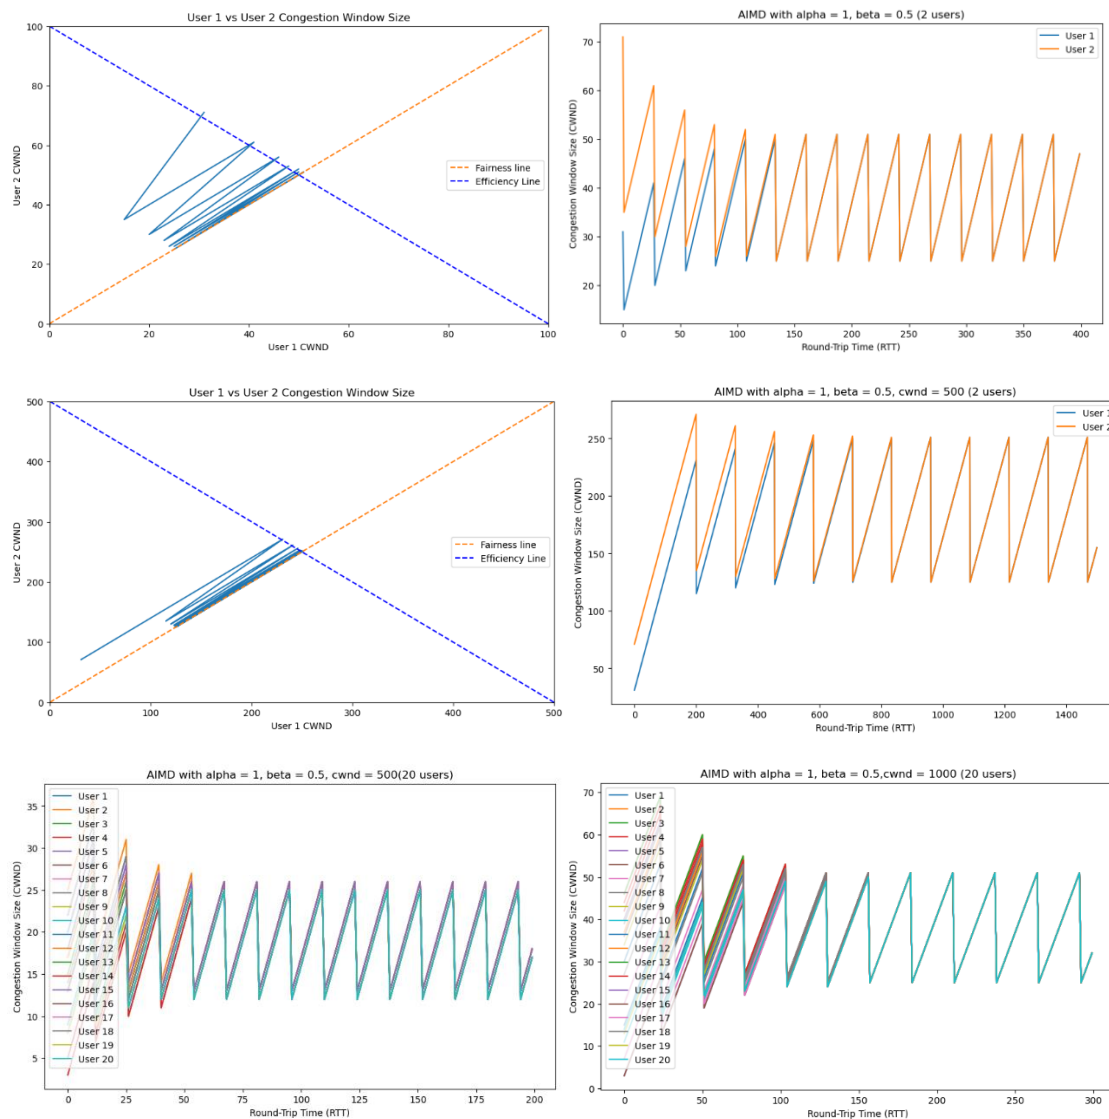 User 1 vs User 2 Congestion Window Size
100
80
60
40
20
0
User 2 CWND
Fairness line
Efficiency Line
0 20 40 60 80 100
User 1 CWND
AIMD with alpha = 1, beta = 0.5 (2 users)
70
60
50
40
30
20
Congestion Window Size (CWND)
User 1
User 2
0 50 100 150 200 250 300 350 400
Round-Trip Time (RTT)
User 1 vs User 2 Congestion Window Size
500
400
300
200
100
0
User 2 CWND
Fairness line
Efficiency Line
0 100 200 300 400 500
User 1 CWND
AIMD with alpha = 1, beta = 0.5, cwnd = 500 (2 users)
250
200
150
100
50
Congestion Window Size (CWND)
User 1
User 2
0 200 400 600 800 1000 1200 1400
Round-Trip Time (RTT)
AIMD with alpha = 1, beta = 0.5, cwnd = 500(20 users)
35
30
25
20
15
10
5
Congestion Window Size (CWND)
User 1
User 2
User 3
User 4
User 5
User 6
User 7
User 8
User 9
User 10
User 11
User 12
User 13
User 14
User 15
User 16
User 17
User 18
User 19
User 20
0 25 50 75 100 125 150 175 200
Round-Trip Time (RTT)
AIMD with alpha = 1, beta = 0.5,cwnd = 1000 (20 users)
70
60
50
40
30
20
10
0
Congestion Window Size (CWND)
User 1
User 2
User 3
User 4
User 5
User 6
User 7
User 8
User 9
User 10
User 11
User 12
User 13
User 14
User 15
User 16
User 17
User 18
User 19
User 20
0 50 100 150 200 250 300
Round-Trip Time (RTT)